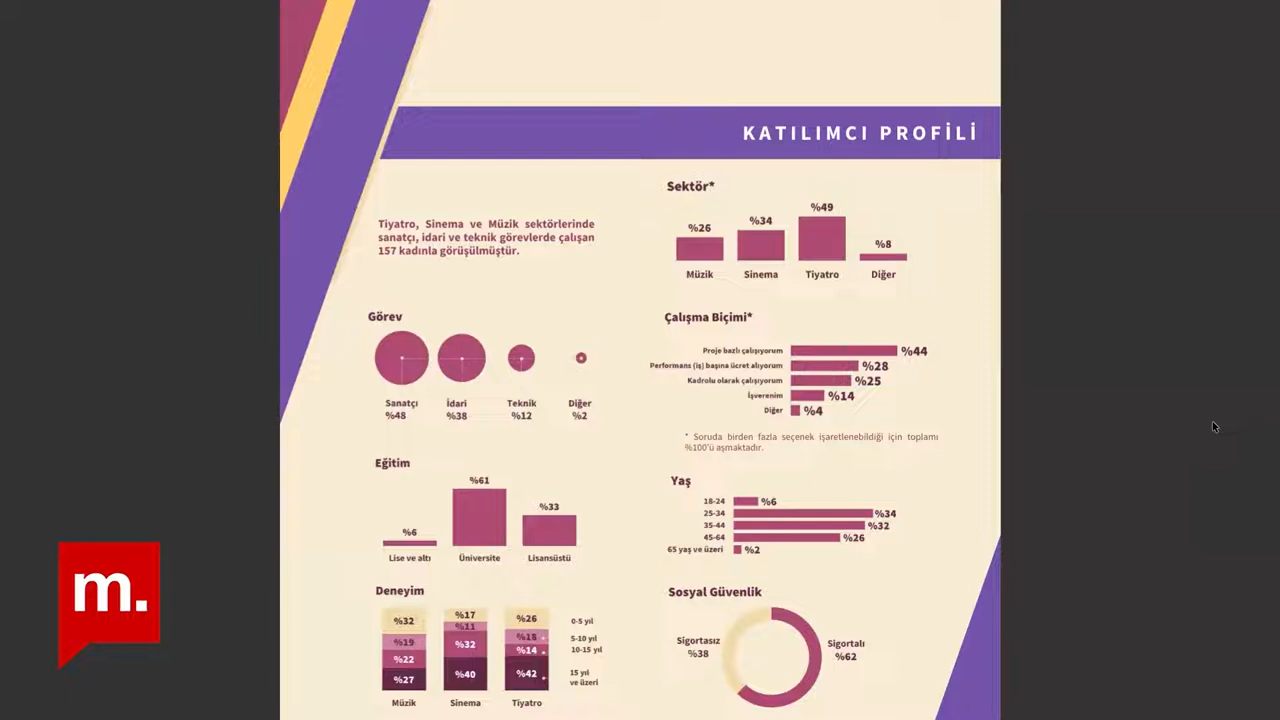 KATILIMCI PROFİLİ
Tiyatro, Sinema ve Müzik sektörlerinde
sanatçı, idari ve teknik görevlerde çalışan
157 kadınla görüşülmüştür.
Sektör*
%26
%34
%49
%8
Müzik
Sinema
Tiyatro
Diğer
Görev
Sanatçı
%48
İdari
%38
Teknik
%12
Diğer
%2
Çalışma Biçimi*
Proje bazlı çalışıyorum %44
Performans (iş) başına ücret alıyorum %28
Kadrolu olarak çalışıyorum %25
İşverenim %14
Diğer %4
* Soruda birden fazla seçenek işaretlenebildiği için toplamı
%100'ü aşmaktadır.
Eğitim
%6
%61
%33
Lise ve altı
Üniversite
Lisansüstü
Yaş
18-24 %6
25-34 %34
35-44 %32
45-64 %26
65 yaş ve üzeri %2
Deneyim
%32
%19
%22
%27
Müzik
%17
%11
%32
%40
Sinema
%26
%18
%14
%42
Tiyatro
0-5 yıl
5-10 yıl
10-15 yıl
15 yıl
ve üzeri
Sosyal Güvenlik
Sigortasız
%38
Sigortalı
%62
m.